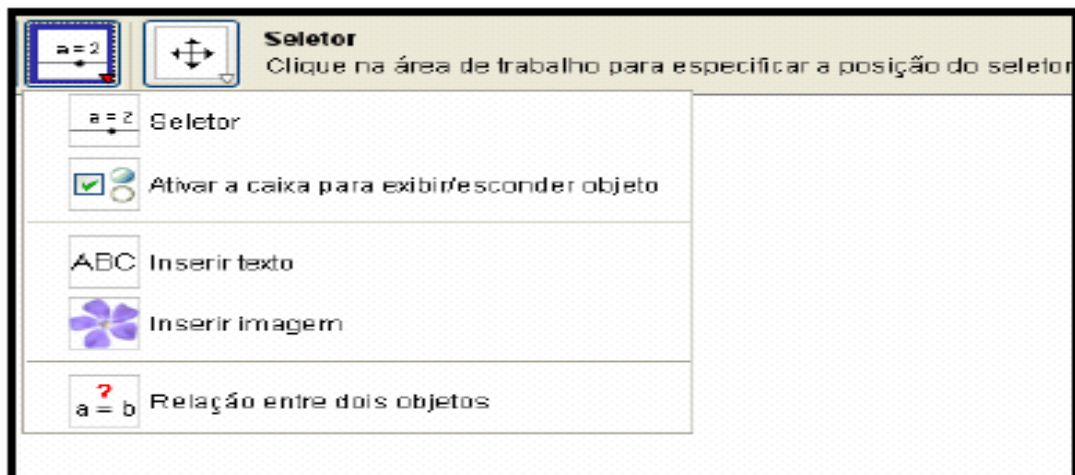 a = 2
Seletor
Clique na área de trabalho para especificar a posição do seletor
a = 2 Seletor
Ativar a caixa para exibir/esconder objeto
ABC Inserir texto
Inserir imagem
? a = b Relação entre dois objetos